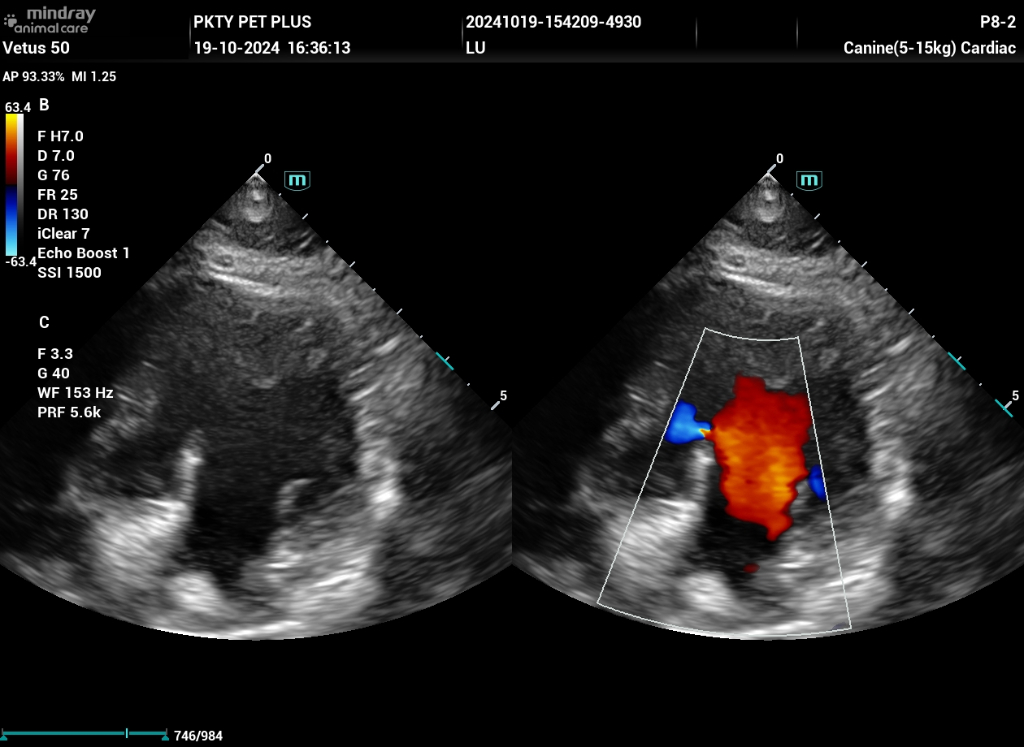 mindray
animal care
Vetus 50
PKTY PET PLUS
19-10-2024 16:36:13
20241019-154209-4930
LU
P8-2
Canine(5-15kg) Cardiac
AP 93.33% MI 1.25
63.4
B
F H7.0
D 7.0
G 76
FR 25
DR 130
iClear 7
Echo Boost 1
-63.4
SSI 1500
C
F 3.3
G 40
WF 153 Hz
PRF 5.6k
0
m
5
0
m
5
746/984